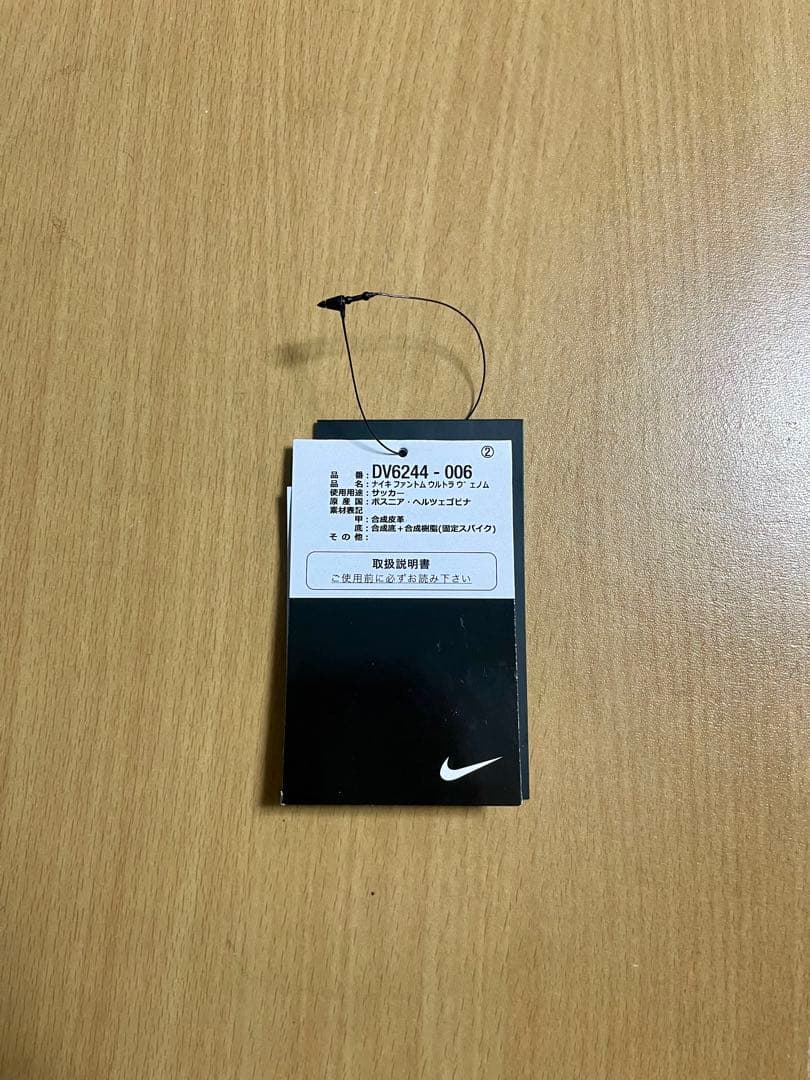 ②
品番：DV6244 - 006
品名：ナイキ ファントム ウルトラ ヴェノム
使用用途：サッカー
原産国：ボスニア・ヘルツェゴビナ
素材表記
甲：合成皮革
底：合成底＋合成樹脂(固定スパイク)
その他：
取扱説明書
ご使用前に必ずお読み下さい